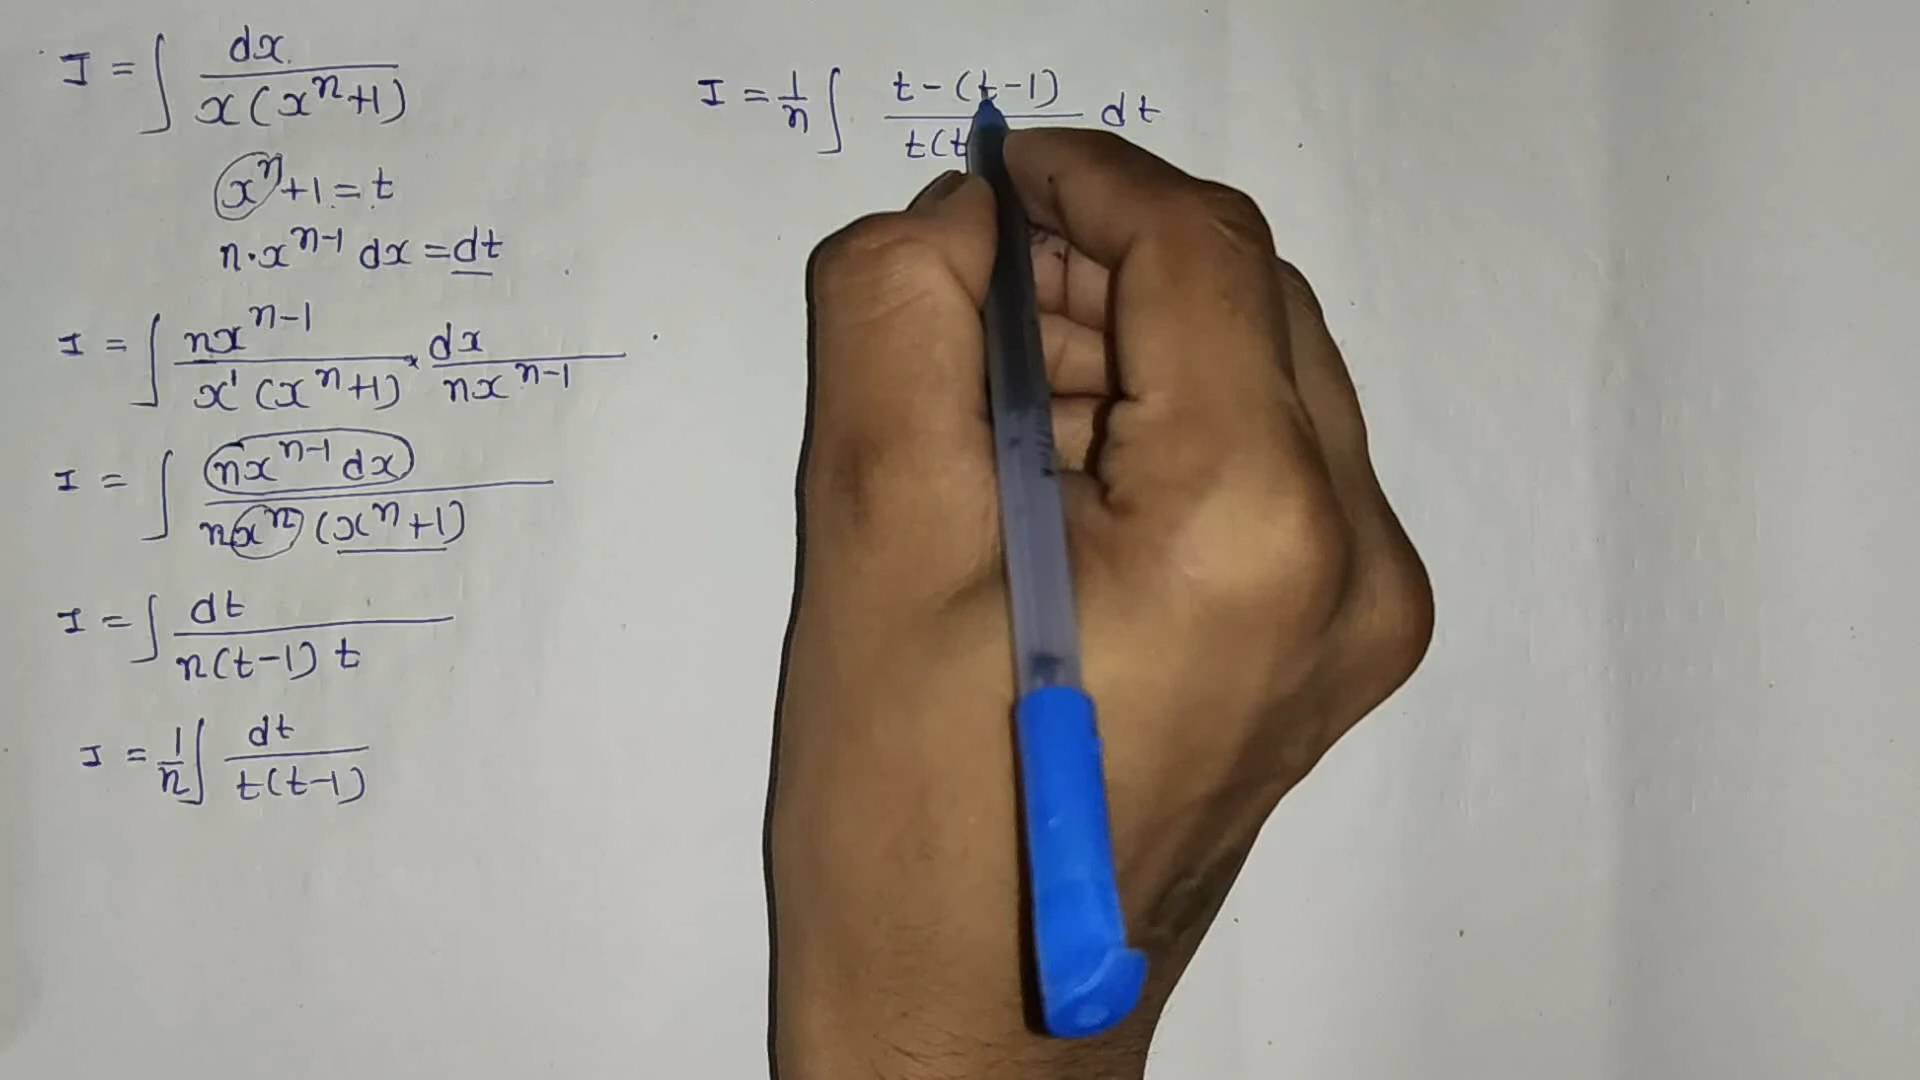 I = ∫ dx / x(xⁿ+1)
xⁿ+1 = t
n·xⁿ⁻¹ dx = dt
I = ∫ nxⁿ⁻¹ / x¹(xⁿ+1) * dx / nxⁿ⁻¹
I = ∫ nxⁿ⁻¹ dx / nxⁿ(xⁿ+1)
I = ∫ dt / n(t-1) t
I = 1/n ∫ dt / t(t-1)
I = 1/n ∫ t-(t-1) / t(t dt